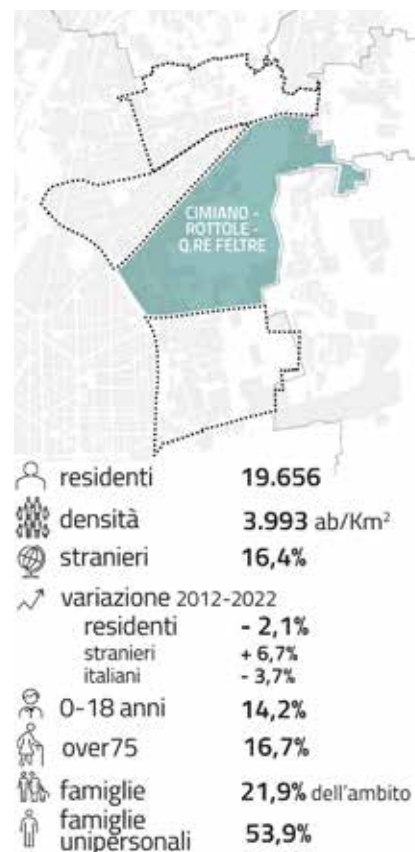 CIMIANO -
ROTTOLE -
Q.RE FELTRE
residenti 19.656
densità 3.993 ab/Km²
stranieri 16,4%
variazione 2012-2022
residenti - 2,1%
stranieri + 6,7%
italiani - 3,7%
0-18 anni 14,2%
over75 16,7%
famiglie 21,9% dell'ambito
famiglie
unipersonali 53,9%